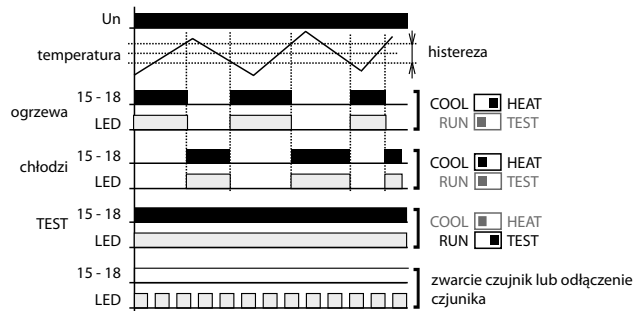 Un
temperatura
histereza
15 - 18
ogrzewa
LED
COOL HEAT
RUN TEST
15 - 18
chłodzi
LED
COOL HEAT
RUN TEST
15 - 18
TEST
LED
COOL HEAT
RUN TEST
15 - 18
LED
zwarcie czujnik lub odłączenie
czjunika